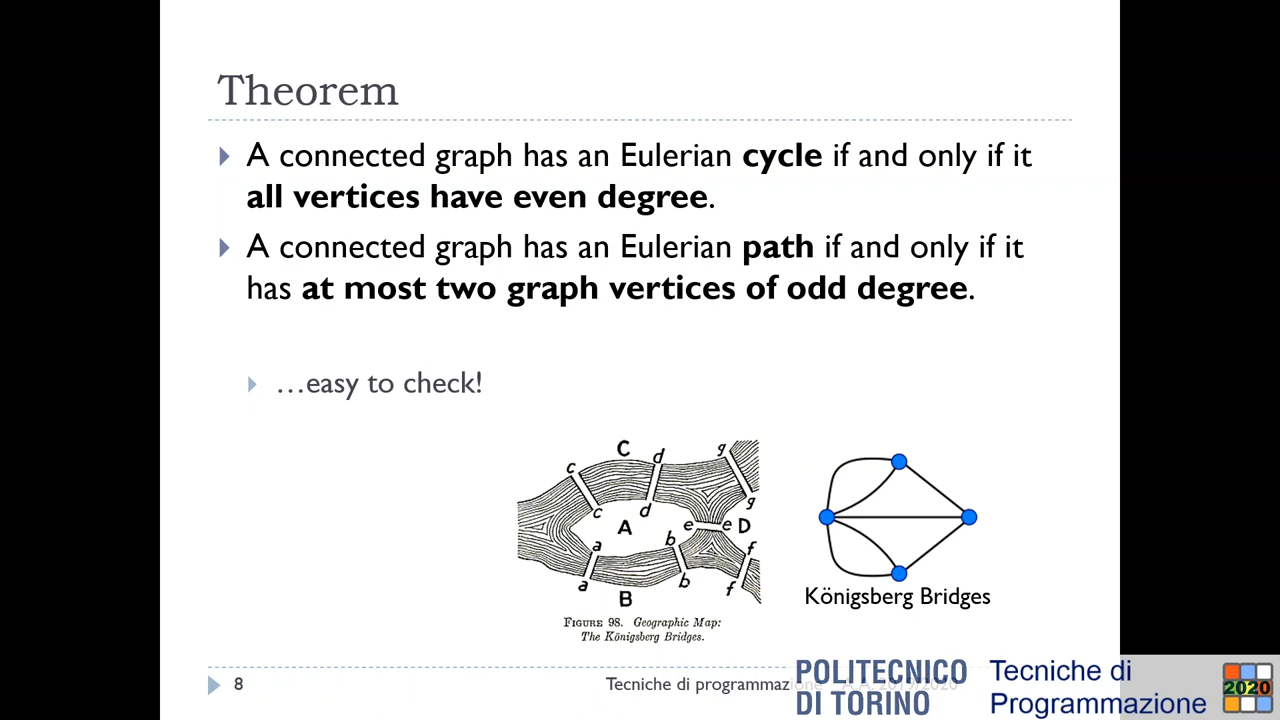 Theorem
A connected graph has an Eulerian cycle if and only if it
all vertices have even degree.
A connected graph has an Eulerian path if and only if it
has at most two graph vertices of odd degree.
…easy to check!
C
c
d
g
c
d
g
A
e
e
D
a
b
f
a
b
f
B
FIGURE 98. Geographic Map:
The Königsberg Bridges.
Königsberg Bridges
8
Tecniche di programmazione A.A. 2019/2020
POLITECNICO
DI TORINO
Tecniche di
Programmazione
2020